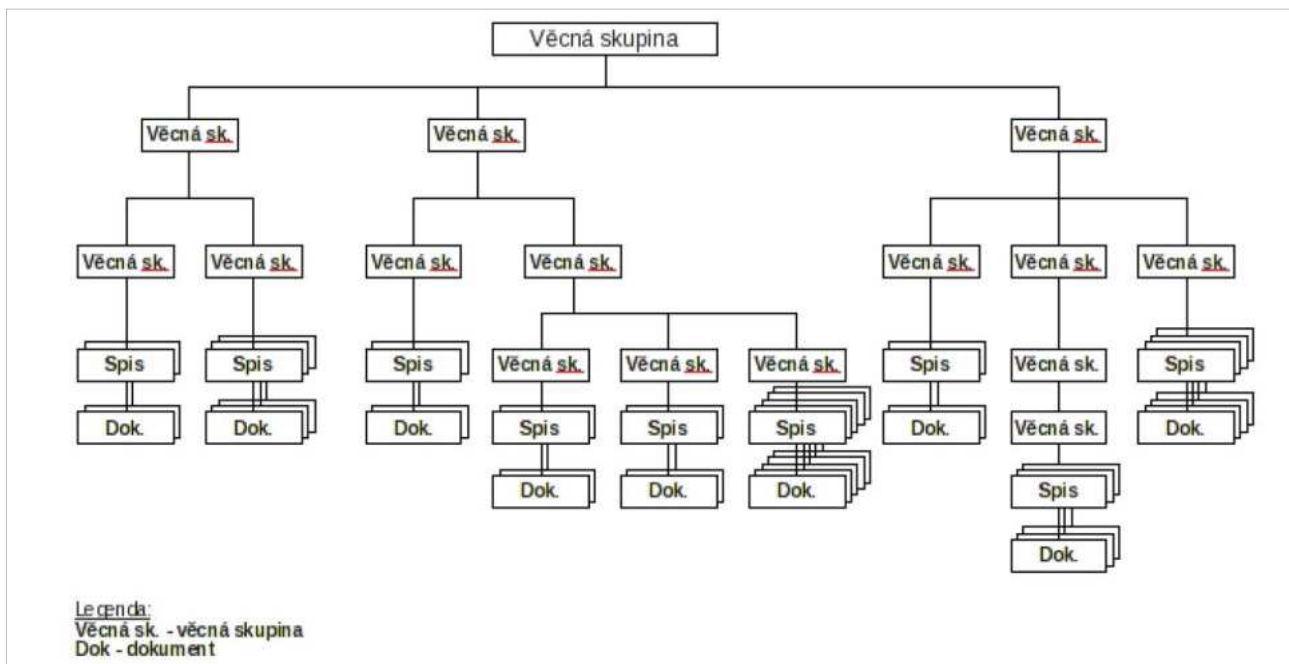 Věcná skupina
Věcná sk. Věcná sk. Věcná sk.
Věcná sk. Věcná sk. Věcná sk. Věcná sk. Věcná sk. Věcná sk. Věcná sk.
Spis Spis Spis Věcná sk. Věcná sk. Věcná sk. Spis Věcná sk. Spis
Dok. Dok. Dok. Spis Spis Spis Dok. Věcná sk. Dok.
Dok. Dok. Dok. Spis
Dok.
Legenda:
Věcná sk. - věcná skupina
Dok - dokument